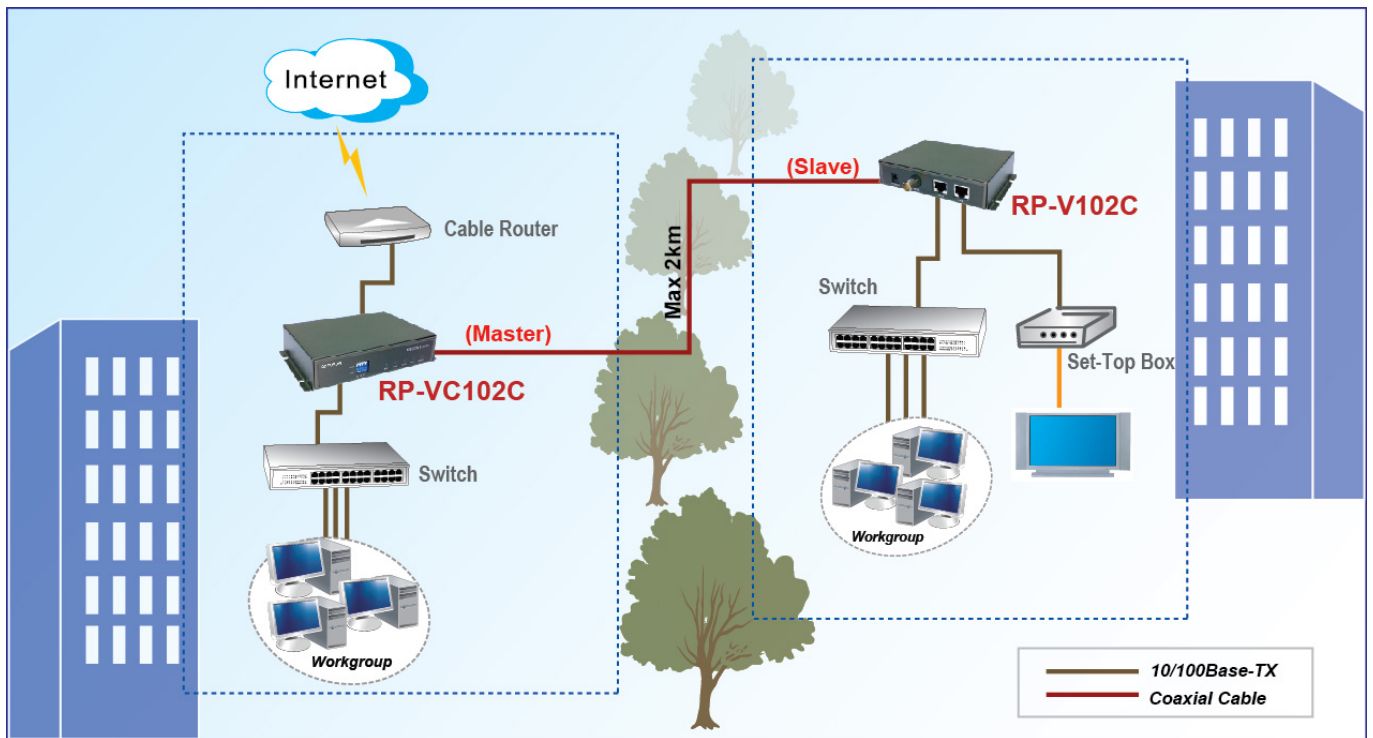 Internet
Cable Router
(Master)
RP-VC102C
Switch
Workgroup
Max 2km
(Slave)
RP-V102C
Switch
Set-Top Box
Workgroup
10/100Base-TX
Coaxial Cable